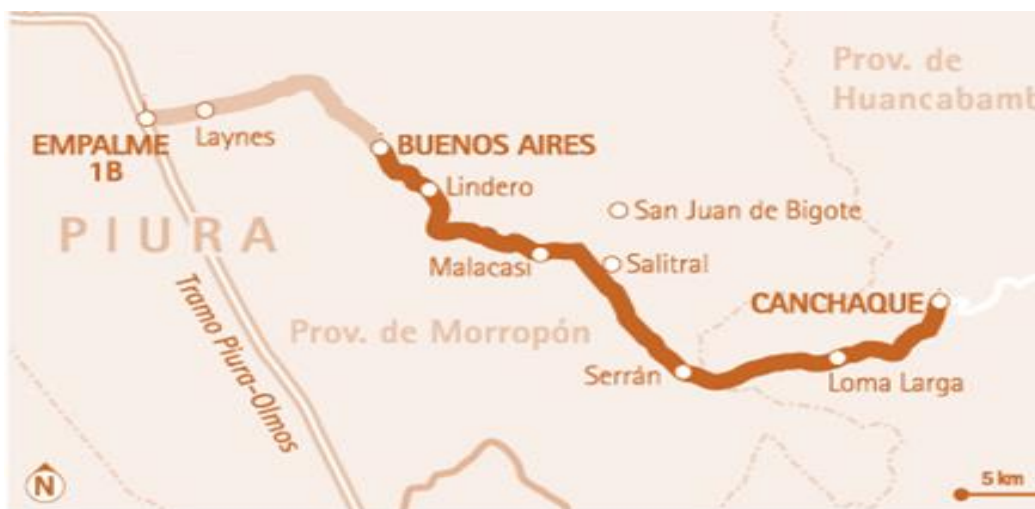 Prov. de
Huancabamb
EMPALME
1B
Laynes
BUENOS AIRES
Lindero
San Juan de Bigote
PIURA
Malacasi
Salitral
CANCHAQUE
Prov. de Morropón
Tramo Piura-Olmos
Serrán
Loma Larga
N
5 km